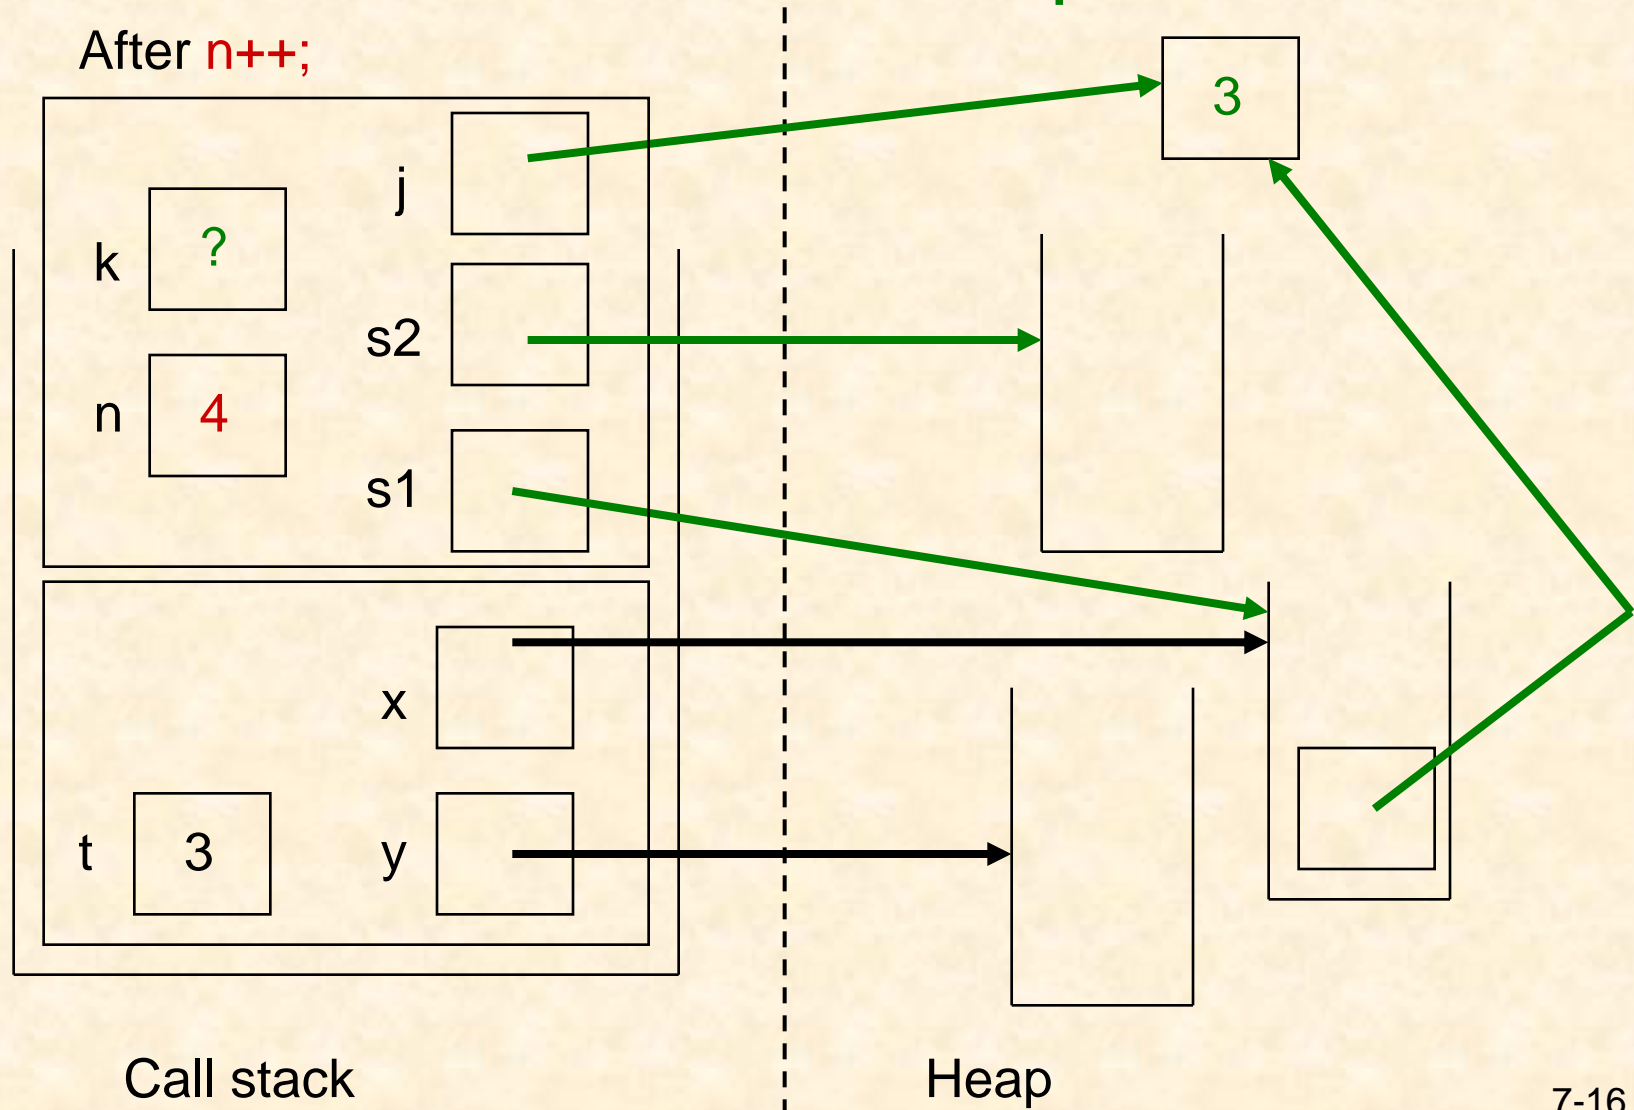 After n++;
3
j
k ?
s2
n 4
s1
x
t 3 y
Call stack
Heap
7-16